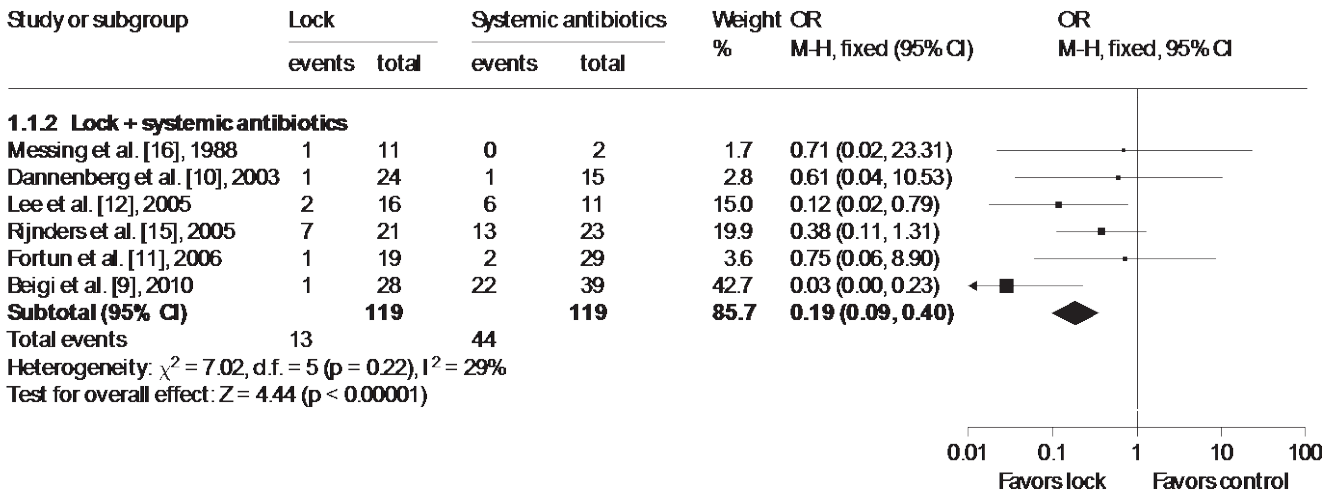 Study or subgroup Lock Systemic antibiotics Weight OR OR
events total events total % M-H, fixed (95% CI) M-H, fixed, 95% CI
1.1.2 Lock + systemic antibiotics
Messing et al. [16], 1988 1 11 0 2 1.7 0.71 (0.02, 23.31)
Dannenberg et al. [10], 2003 1 24 1 15 2.8 0.61 (0.04, 10.53)
Lee et al. [12], 2005 2 16 6 11 15.0 0.12 (0.02, 0.79)
Rijnders et al. [15], 2005 7 21 13 23 19.9 0.38 (0.11, 1.31)
Fortun et al. [11], 2006 1 19 2 29 3.6 0.75 (0.06, 8.90)
Beigi et al. [9], 2010 1 28 22 39 42.7 0.03 (0.00, 0.23)
Subtotal (95% CI) 119 119 85.7 0.19 (0.09, 0.40)
Total events 13 44
Heterogeneity: χ² = 7.02, d.f. = 5 (p = 0.22), I² = 29%
Test for overall effect: Z = 4.44 (p < 0.00001)
0.01 0.1 1 10 100
Favors lock Favors control